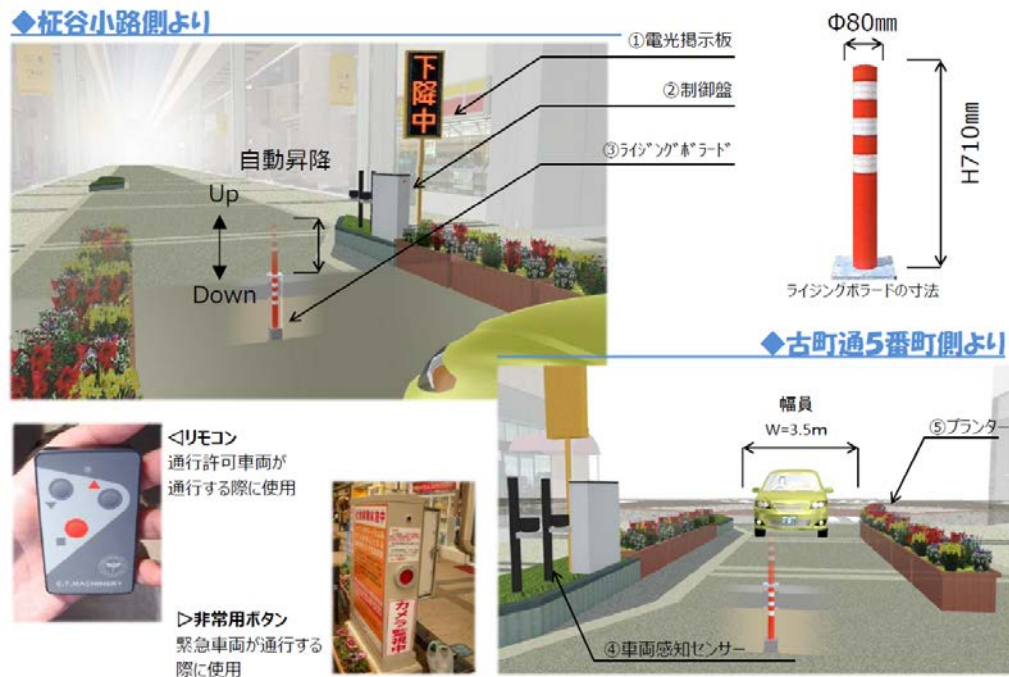 ◆柾谷小路側より
①電光掲示板
②制御盤
③ライジングボラード
下降中
自動昇降
Up
Down
Φ80㎜
H710㎜
ライジングボラードの寸法
◆古町通5番町側より
幅員
W=3.5m
⑤プランター
④車両感知センサー
◁リモコン
通行許可車両が
通行する際に使用
▷非常用ボタン
緊急車両が通行する
際に使用
カメラ監視中